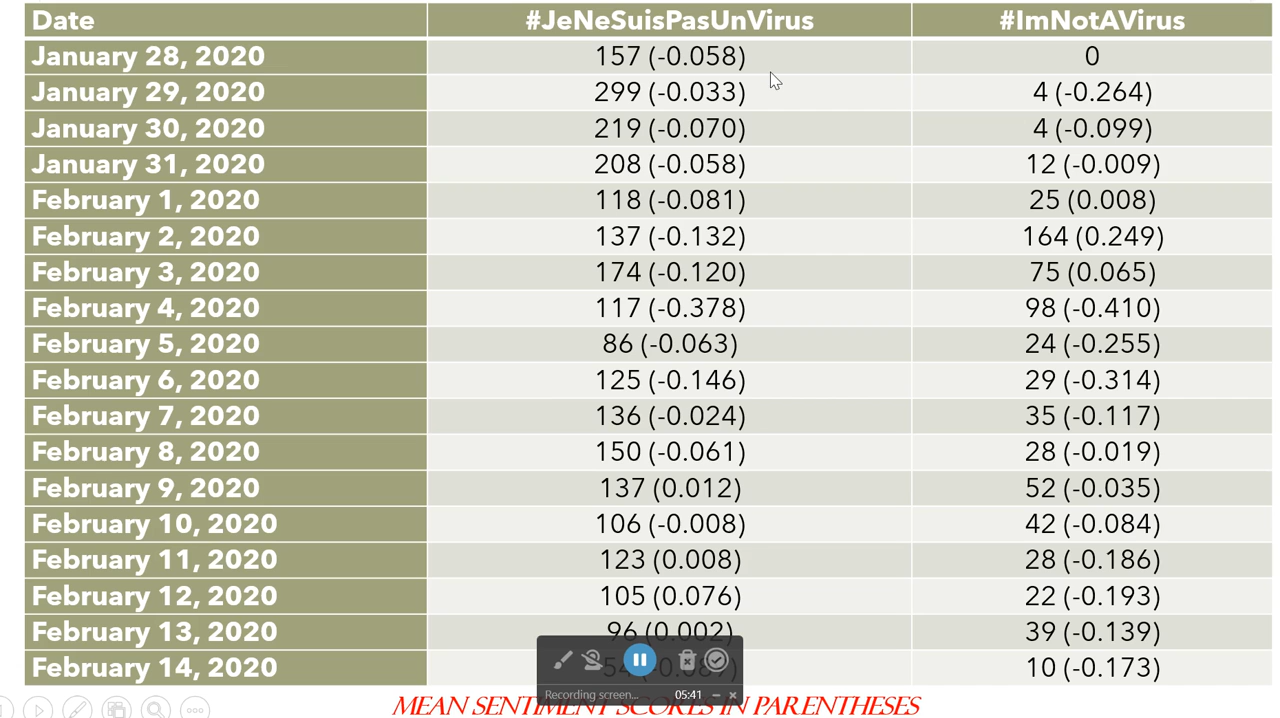 Date #JeNeSuisPasUnVirus #ImNotAVirus
January 28, 2020 157 (-0.058) 0
January 29, 2020 299 (-0.033) 4 (-0.264)
January 30, 2020 219 (-0.070) 4 (-0.099)
January 31, 2020 208 (-0.058) 12 (-0.009)
February 1, 2020 118 (-0.081) 25 (0.008)
February 2, 2020 137 (-0.132) 164 (0.249)
February 3, 2020 174 (-0.120) 75 (0.065)
February 4, 2020 117 (-0.378) 98 (-0.410)
February 5, 2020 86 (-0.063) 24 (-0.255)
February 6, 2020 125 (-0.146) 29 (-0.314)
February 7, 2020 136 (-0.024) 35 (-0.117)
February 8, 2020 150 (-0.061) 28 (-0.019)
February 9, 2020 137 (0.012) 52 (-0.035)
February 10, 2020 106 (-0.008) 42 (-0.084)
February 11, 2020 123 (0.008) 28 (-0.186)
February 12, 2020 105 (0.076) 22 (-0.193)
February 13, 2020 96 (0.002) 39 (-0.139)
February 14, 2020 10 (-0.173)
Recording screen... 05:41
MEAN SENTIMENT SCORES IN PARENTHESES